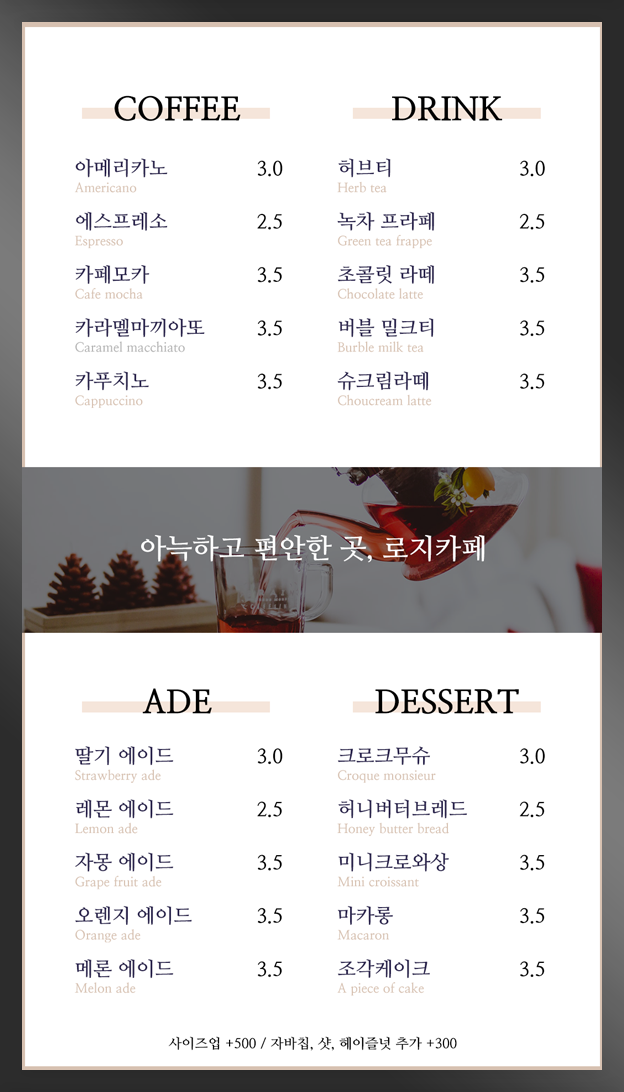 COFFEE
아메리카노 3.0
Americano
에스프레소 2.5
Espresso
카페모카 3.5
Cafe mocha
카라멜마끼아또 3.5
Caramel macchiato
카푸치노 3.5
Cappuccino
DRINK
허브티 3.0
Herb tea
녹차 프라페 2.5
Green tea frappe
초콜릿 라떼 3.5
Chocolate latte
버블 밀크티 3.5
Burble milk tea
슈크림라떼 3.5
Choucream latte
아늑하고 편안한 곳, 로지카페
ADE
딸기 에이드 3.0
Strawberry ade
레몬 에이드 2.5
Lemon ade
자몽 에이드 3.5
Grape fruit ade
오렌지 에이드 3.5
Orange ade
메론 에이드 3.5
Melon ade
DESSERT
크로크무슈 3.0
Croque monsieur
허니버터브레드 2.5
Honey butter bread
미니크로와상 3.5
Mini croissant
마카롱 3.5
Macaron
조각케이크 3.5
A piece of cake
사이즈업 +500 / 자바칩, 샷, 헤이즐넛 추가 +300